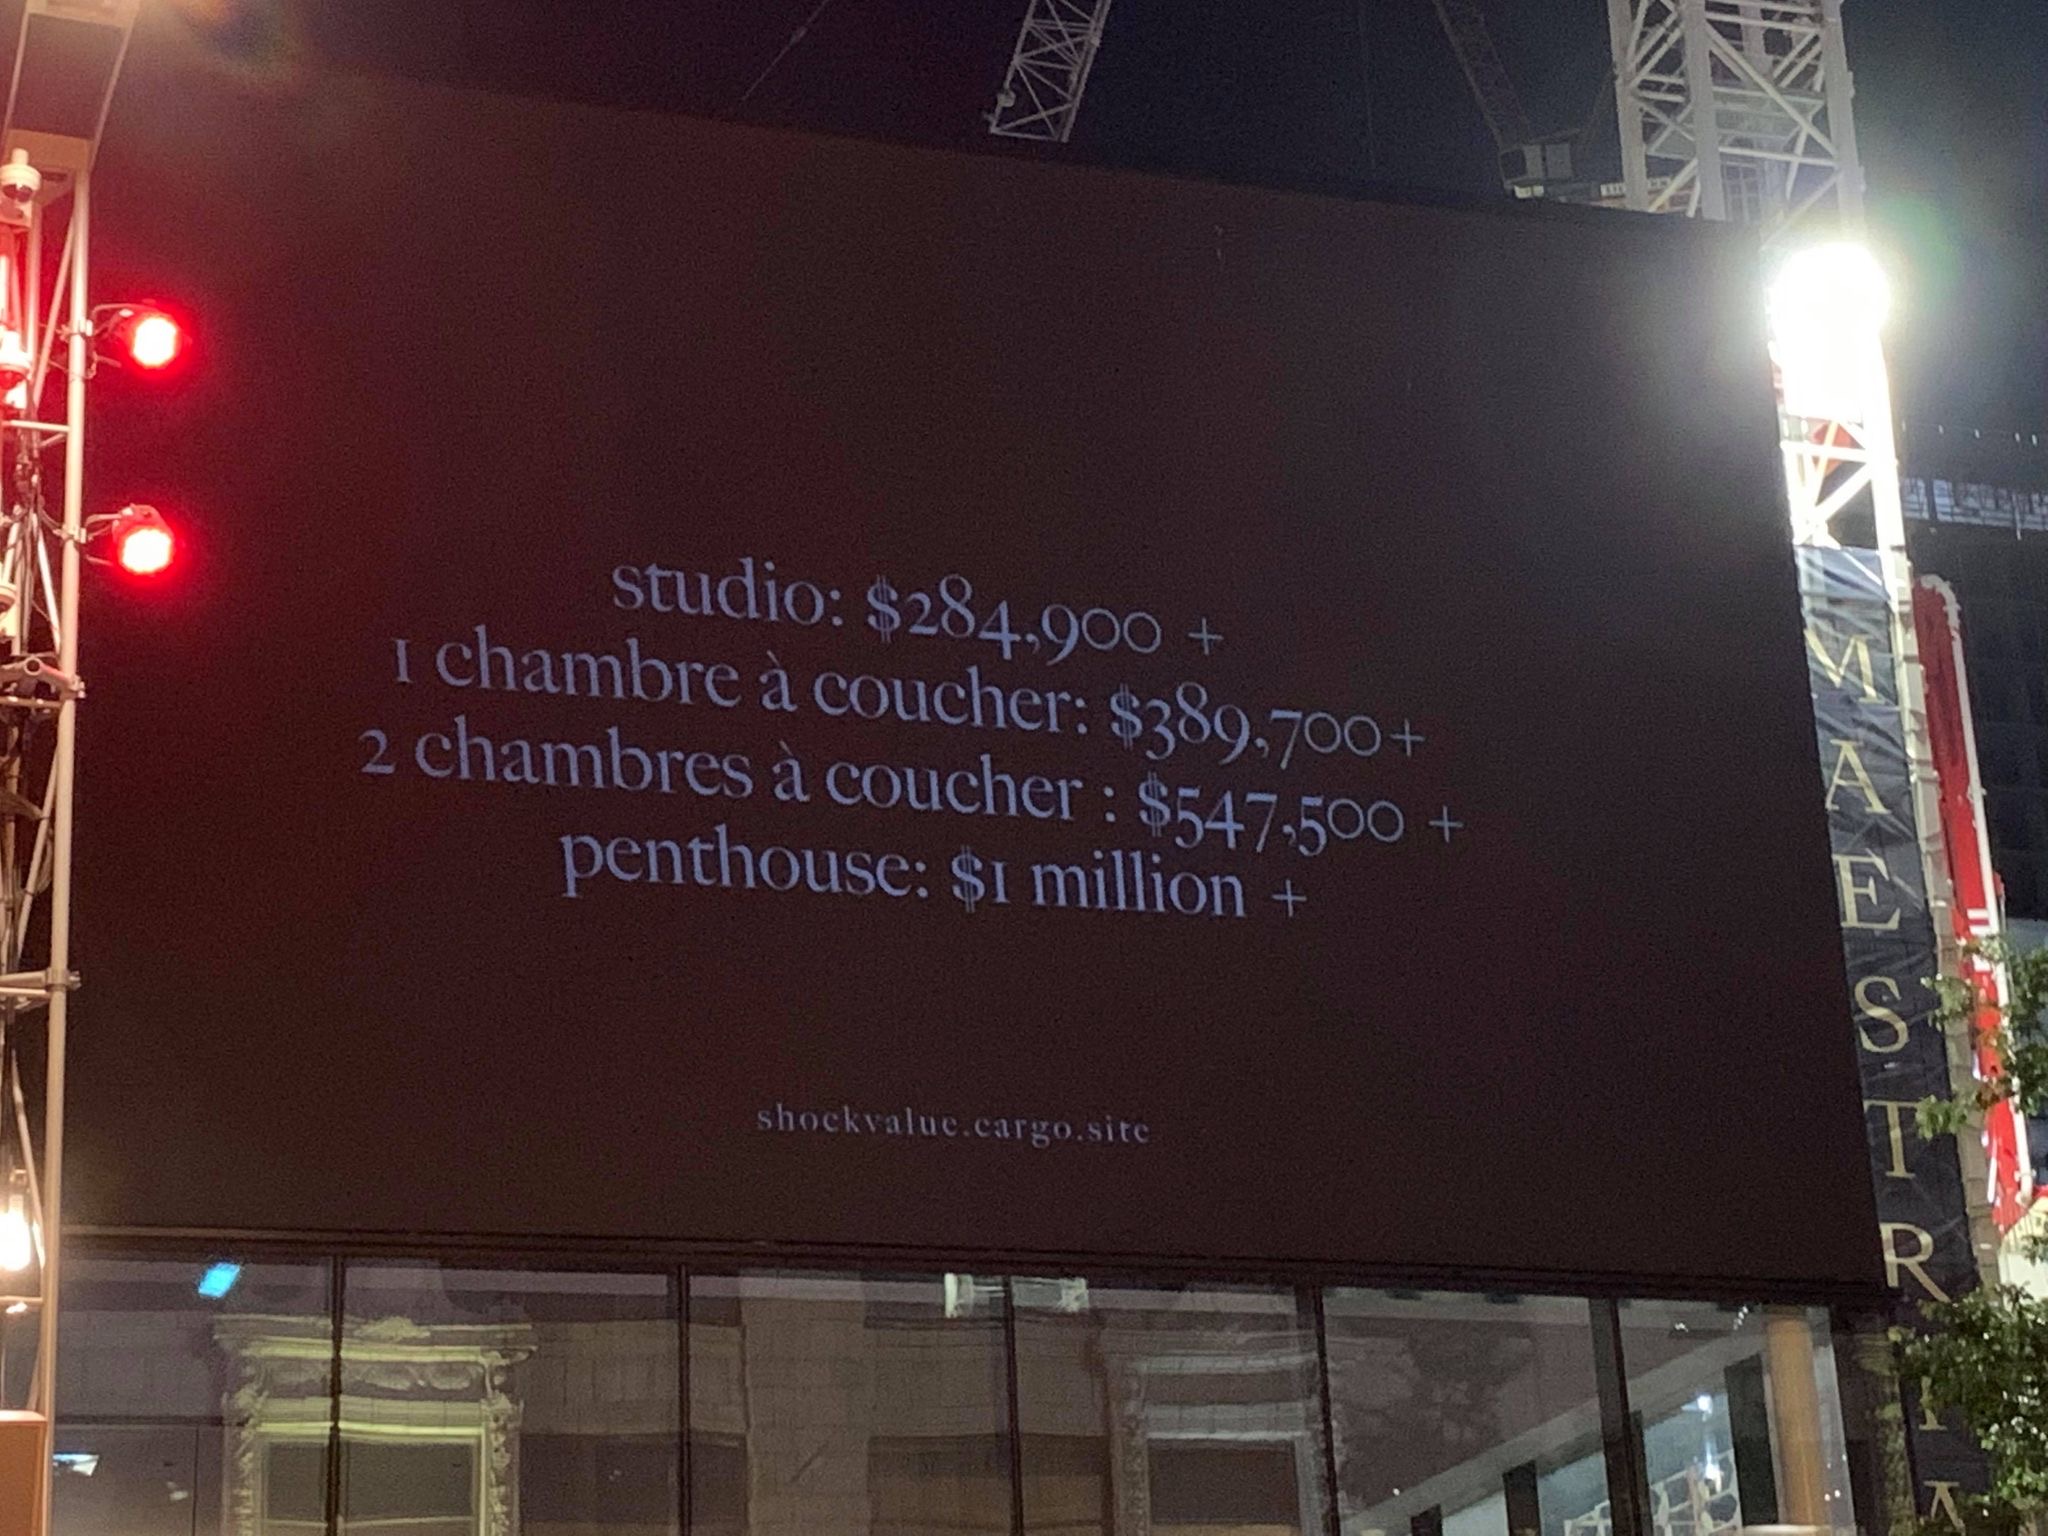 studio: $284,900 +
1 chambre à coucher: $389,700+
2 chambres à coucher : $547,500 +
penthouse: $1 million +
shockvalue.cargo.site
MAESTRIA